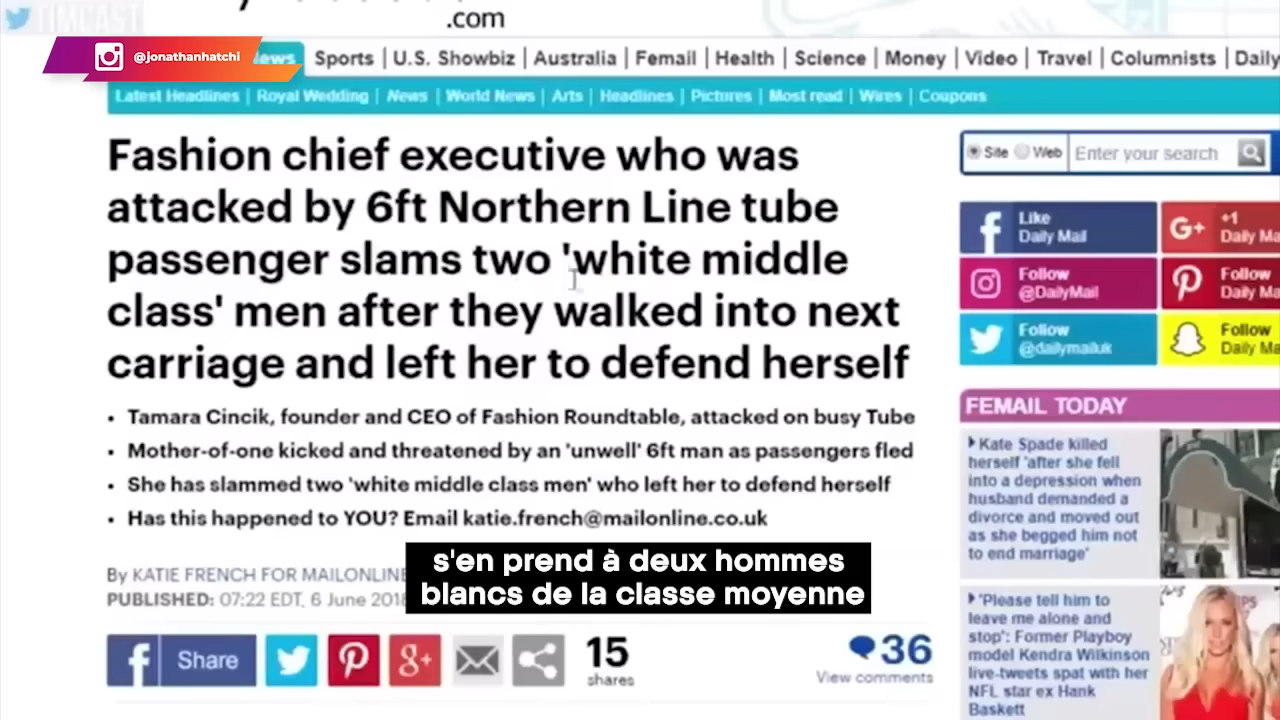 TIMCAST
.com
@jonathanhatchi
News
Sports | U.S. Showbiz | Australia | Femail | Health | Science | Money | Video | Travel | Columnists | Daily
Latest Headlines | Royal Wedding | News | World News | Arts | Headlines | Pictures | Most read | Wires | Coupons
Fashion chief executive who was
attacked by 6ft Northern Line tube
passenger slams two 'white middle
class' men after they walked into next
carriage and left her to defend herself
• Tamara Cincik, founder and CEO of Fashion Roundtable, attacked on busy Tube
• Mother-of-one kicked and threatened by an 'unwell' 6ft man as passengers fled
• She has slammed two 'white middle class men' who left her to defend herself
• Has this happened to YOU? Email katie.french@mailonline.co.uk
By KATIE FRENCH FOR MAILONLINE
PUBLISHED: 07:22 EDT, 6 June 2018
s'en prend à deux hommes
blancs de la classe moyenne
Share
15
shares
36
View comments
Site Web Enter your search
Like
Daily Mail
+1
Daily Ma
Follow
@DailyMail
Follow
Daily Ma
Follow
@dailymailuk
Follow
Daily Ma
FEMAIL TODAY
Kate Spade killed
herself 'after she fell
into a depression when
husband demanded a
divorce and moved out
as she begged him not
to end marriage'
'Please tell him to
leave me alone and
stop': Former Playboy
model Kendra Wilkinson
live-tweets spat with her
NFL star ex Hank
Baskett